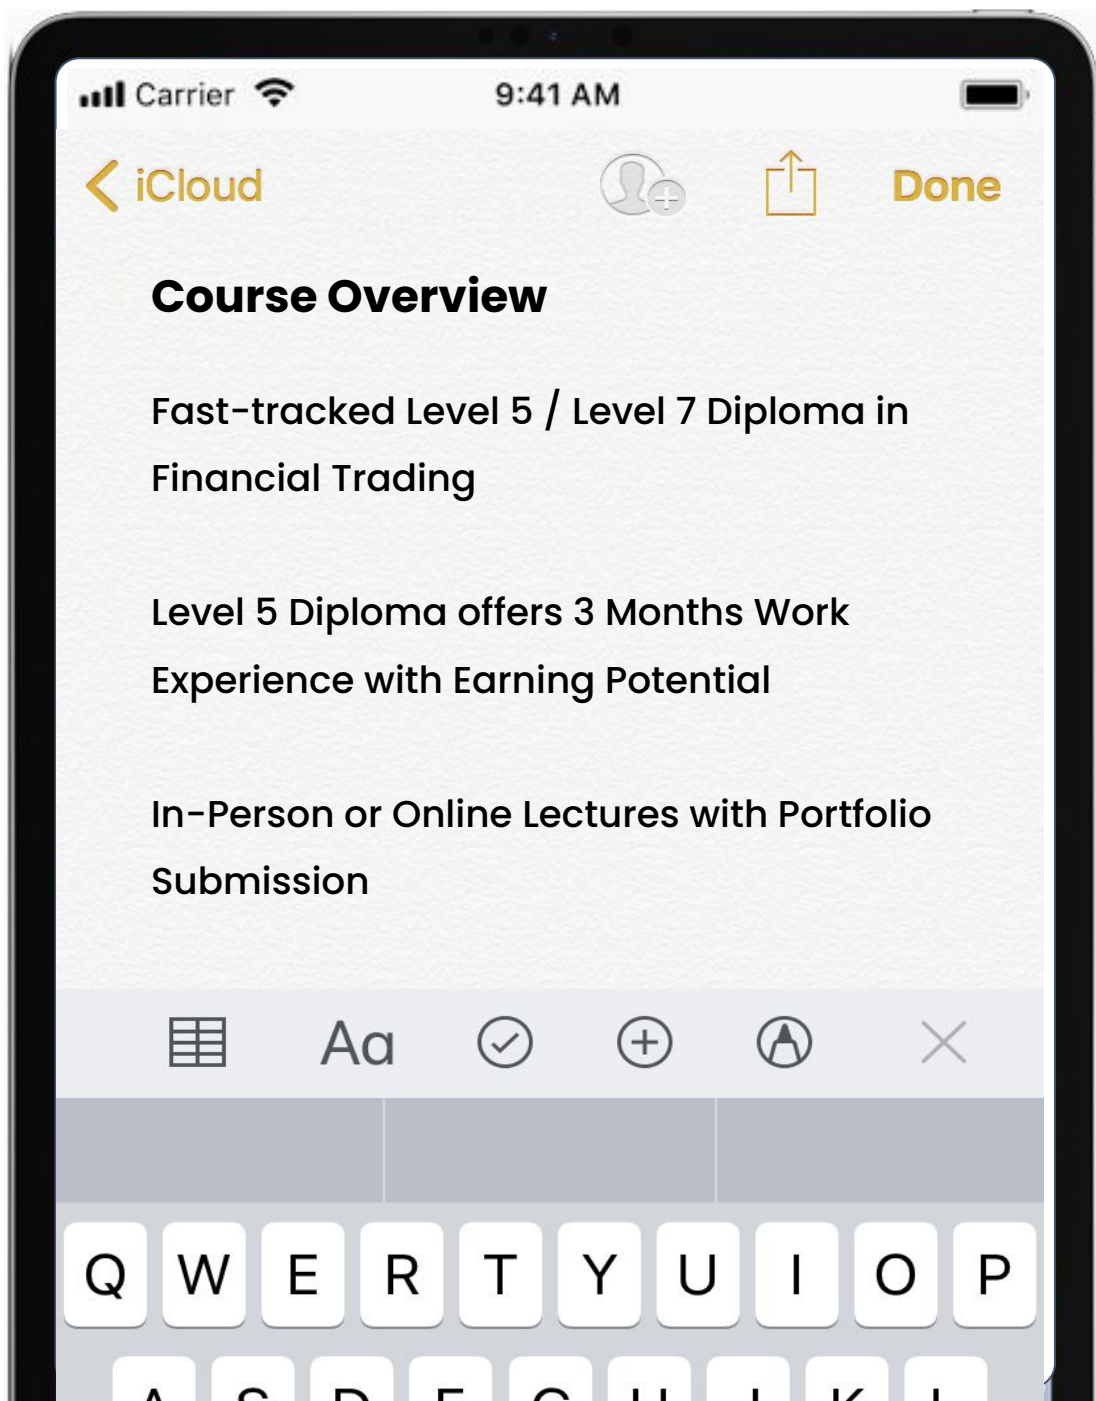 Carrier 9:41 AM
iCloud Done
Course Overview
Fast-tracked Level 5 / Level 7 Diploma in
Financial Trading
Level 5 Diploma offers 3 Months Work
Experience with Earning Potential
In-Person or Online Lectures with Portfolio
Submission
Aa
Q W E R T Y U I O P
A S D F G H J K L